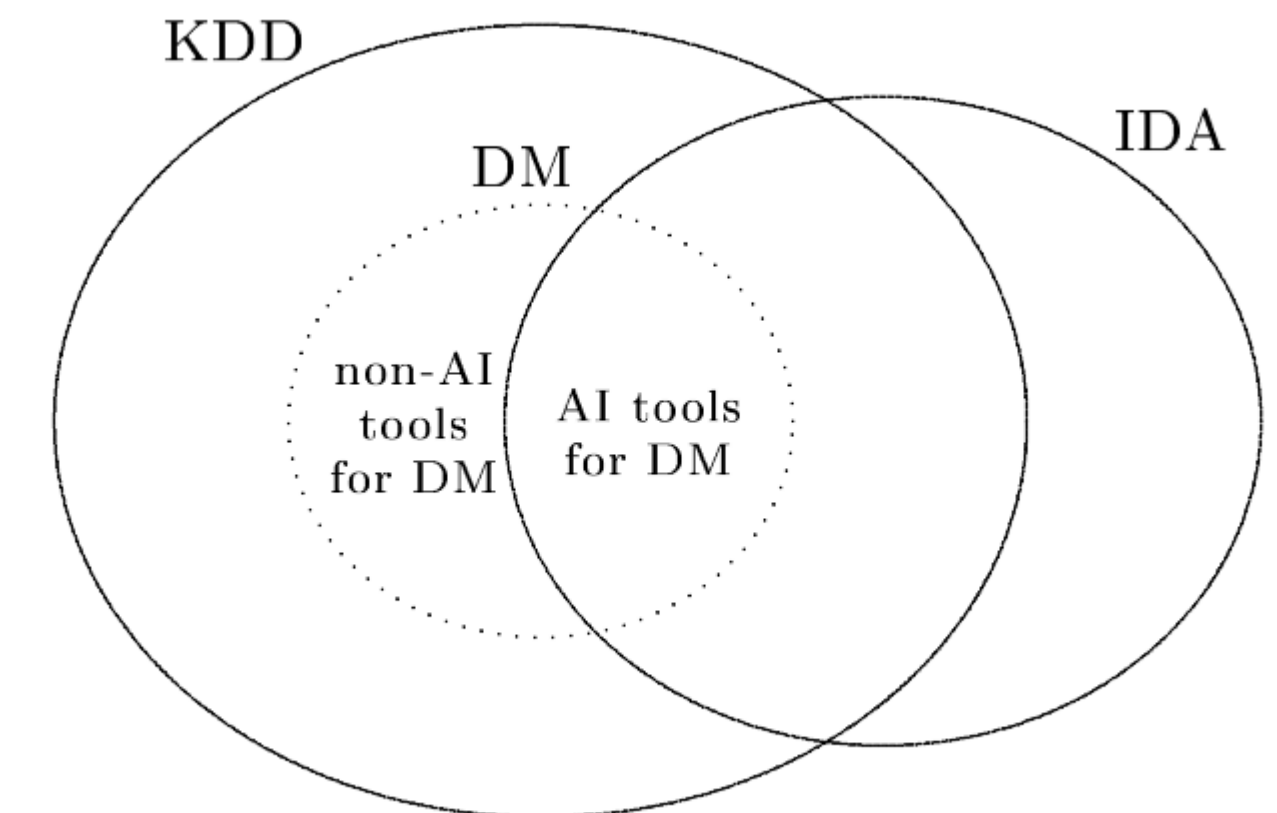 KDD
IDA
DM
non-AI
tools
for DM
AI tools
for DM